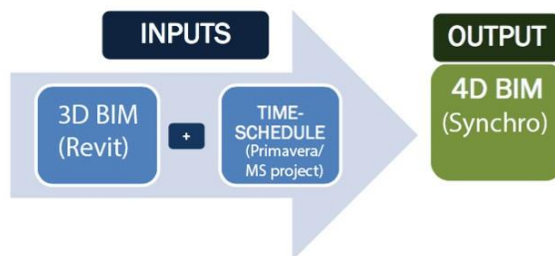 INPUTS
3D BIM
(Revit)
+
TIME-
SCHEDULE
(Primavera/
MS project)
OUTPUT
4D BIM
(Synchro)